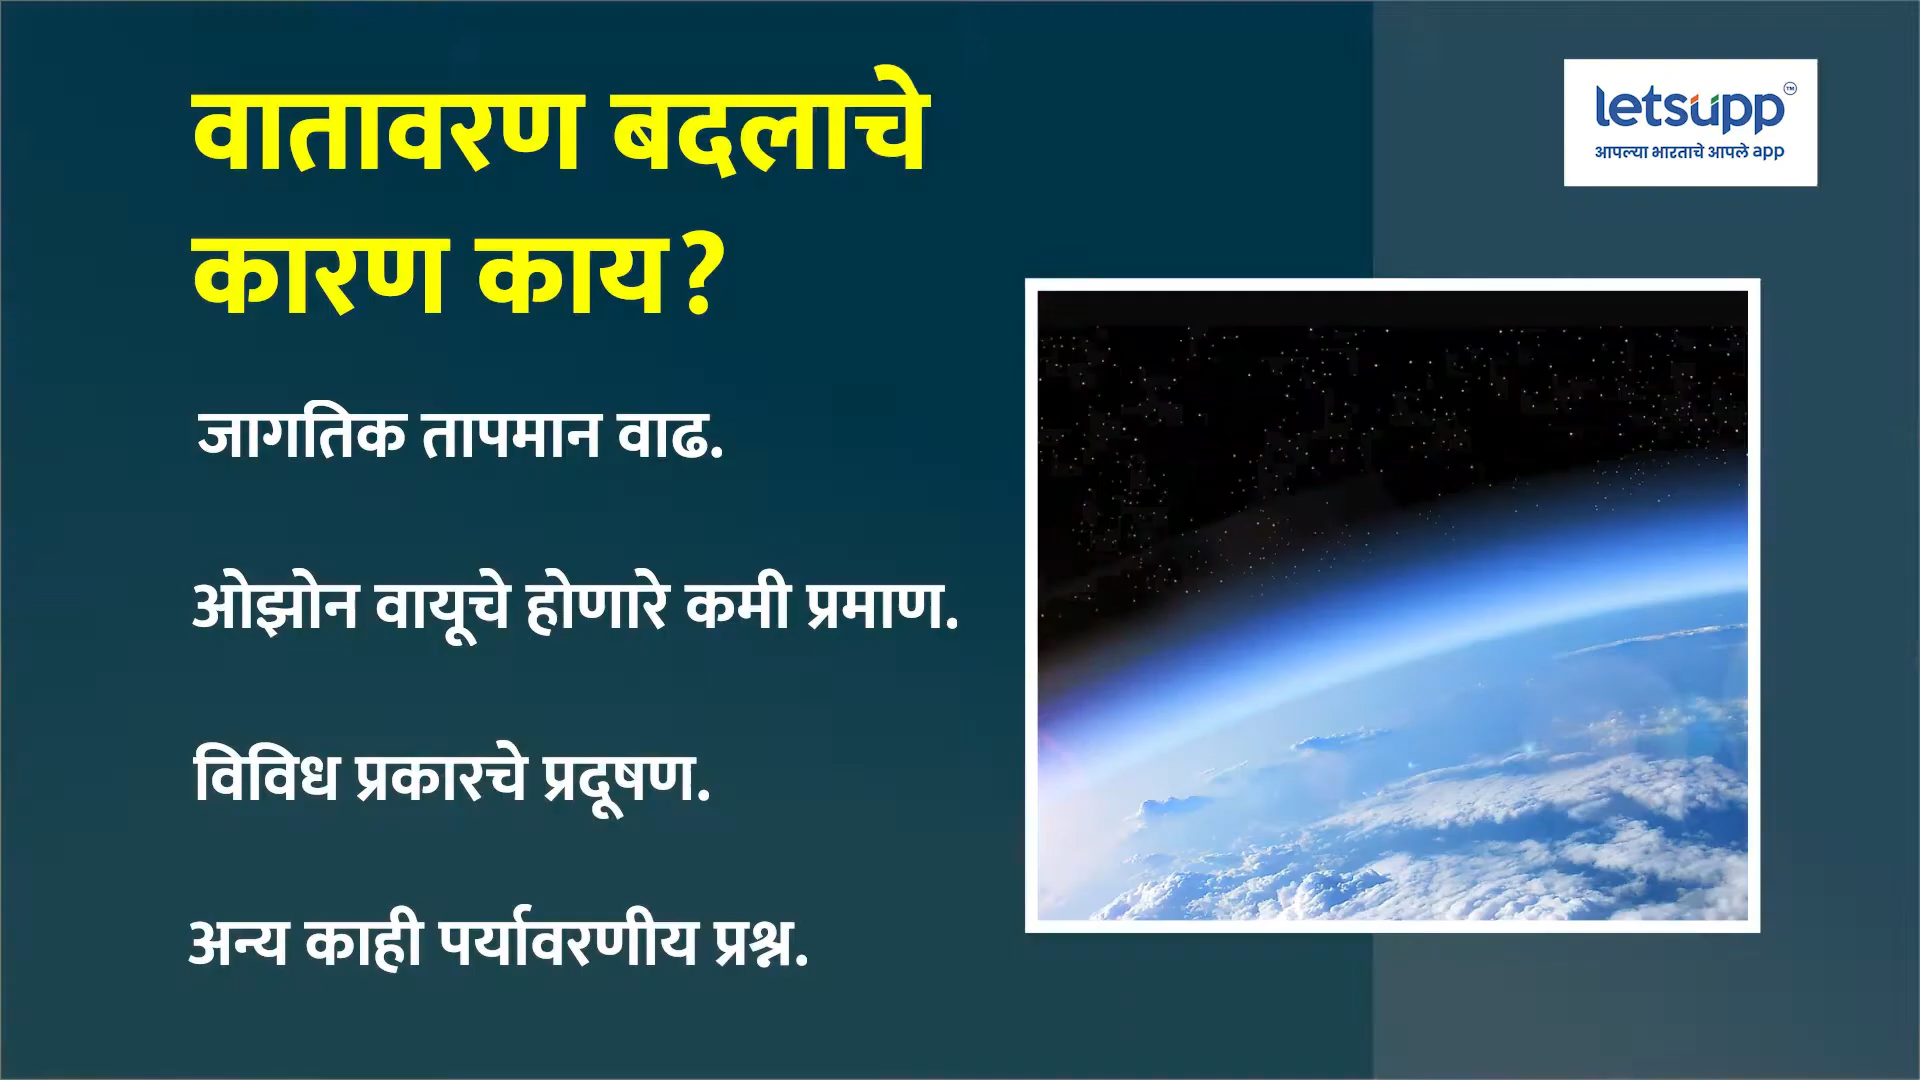 वातावरण बदलाचे
कारण काय?
जागतिक तापमान वाढ.
ओझोन वायूचे होणारे कमी प्रमाण.
विविध प्रकारचे प्रदूषण.
अन्य काही पर्यावरणीय प्रश्न.
letsupp™
आपल्या भारताचे आपले app